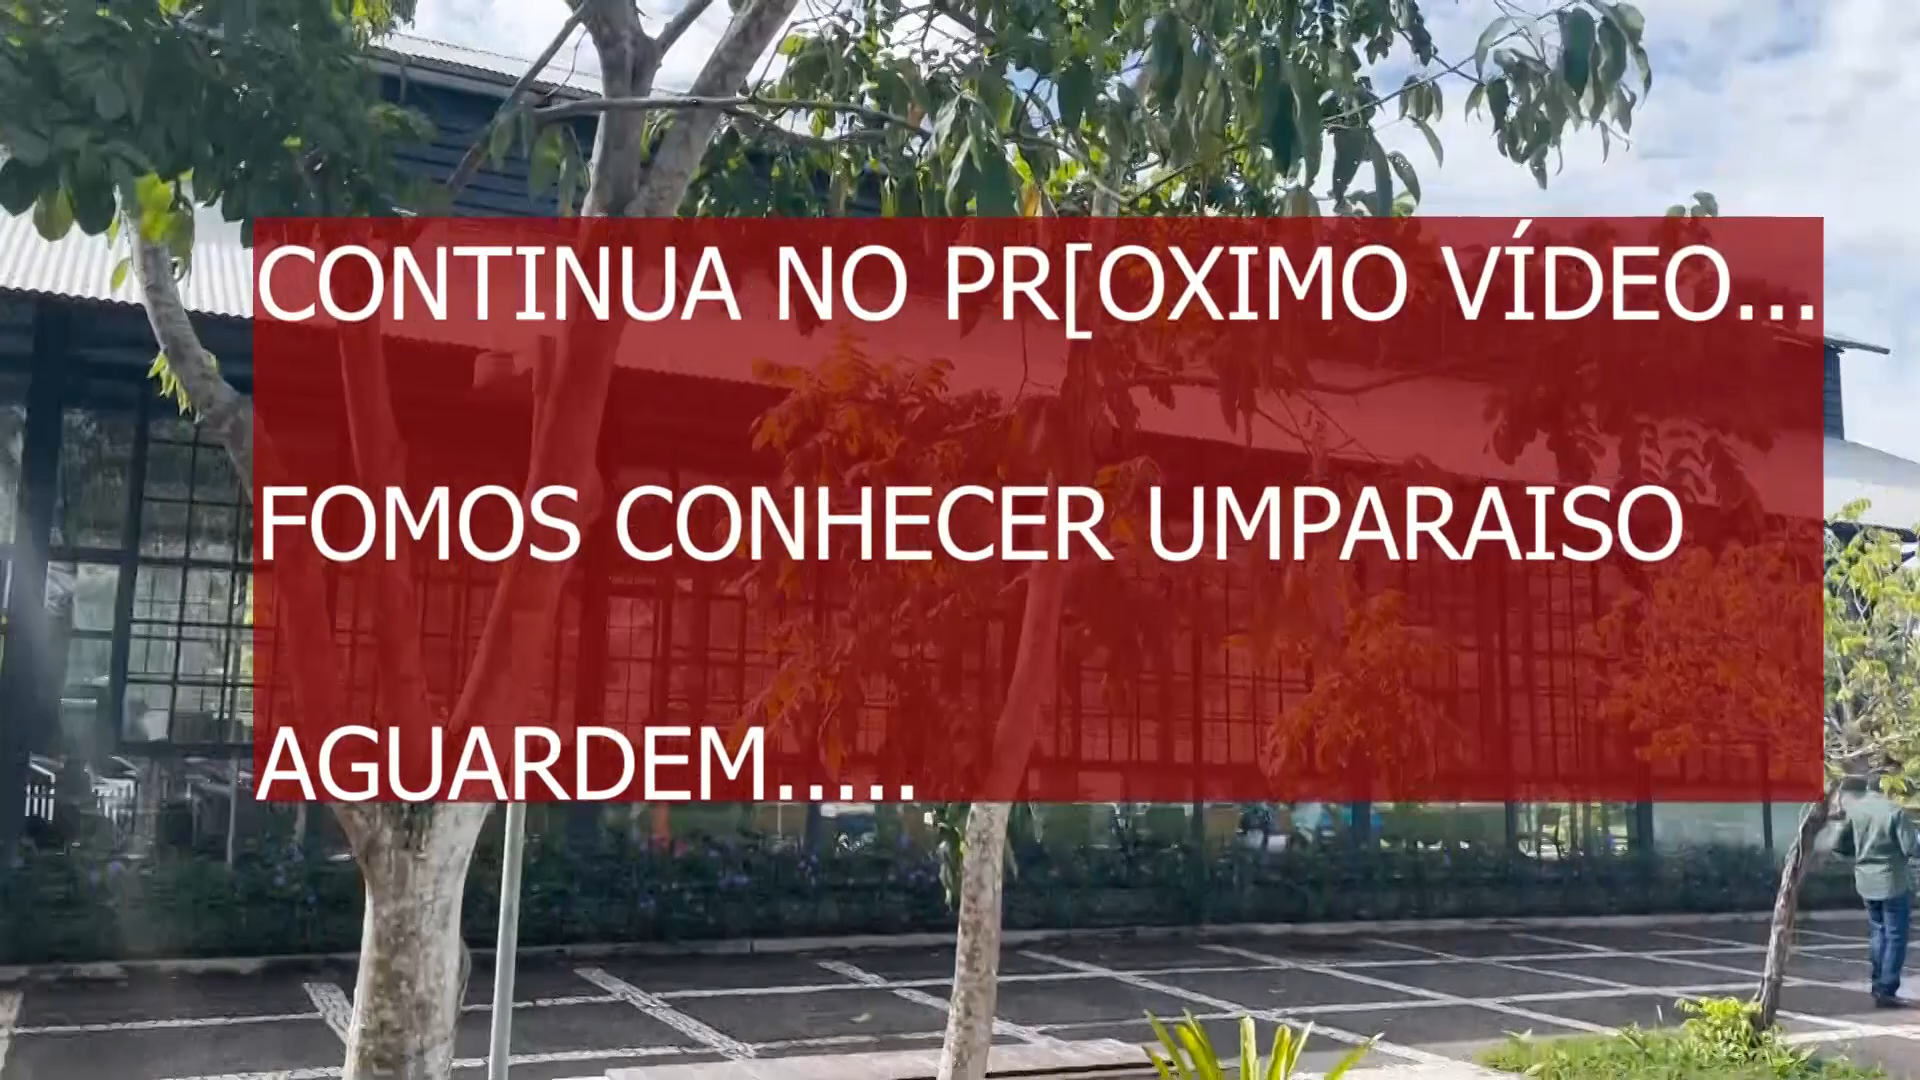 CONTINUA NO PR[OXIMO VÍDEO...
FOMOS CONHECER UMPARAISO
AGUARDEM.....